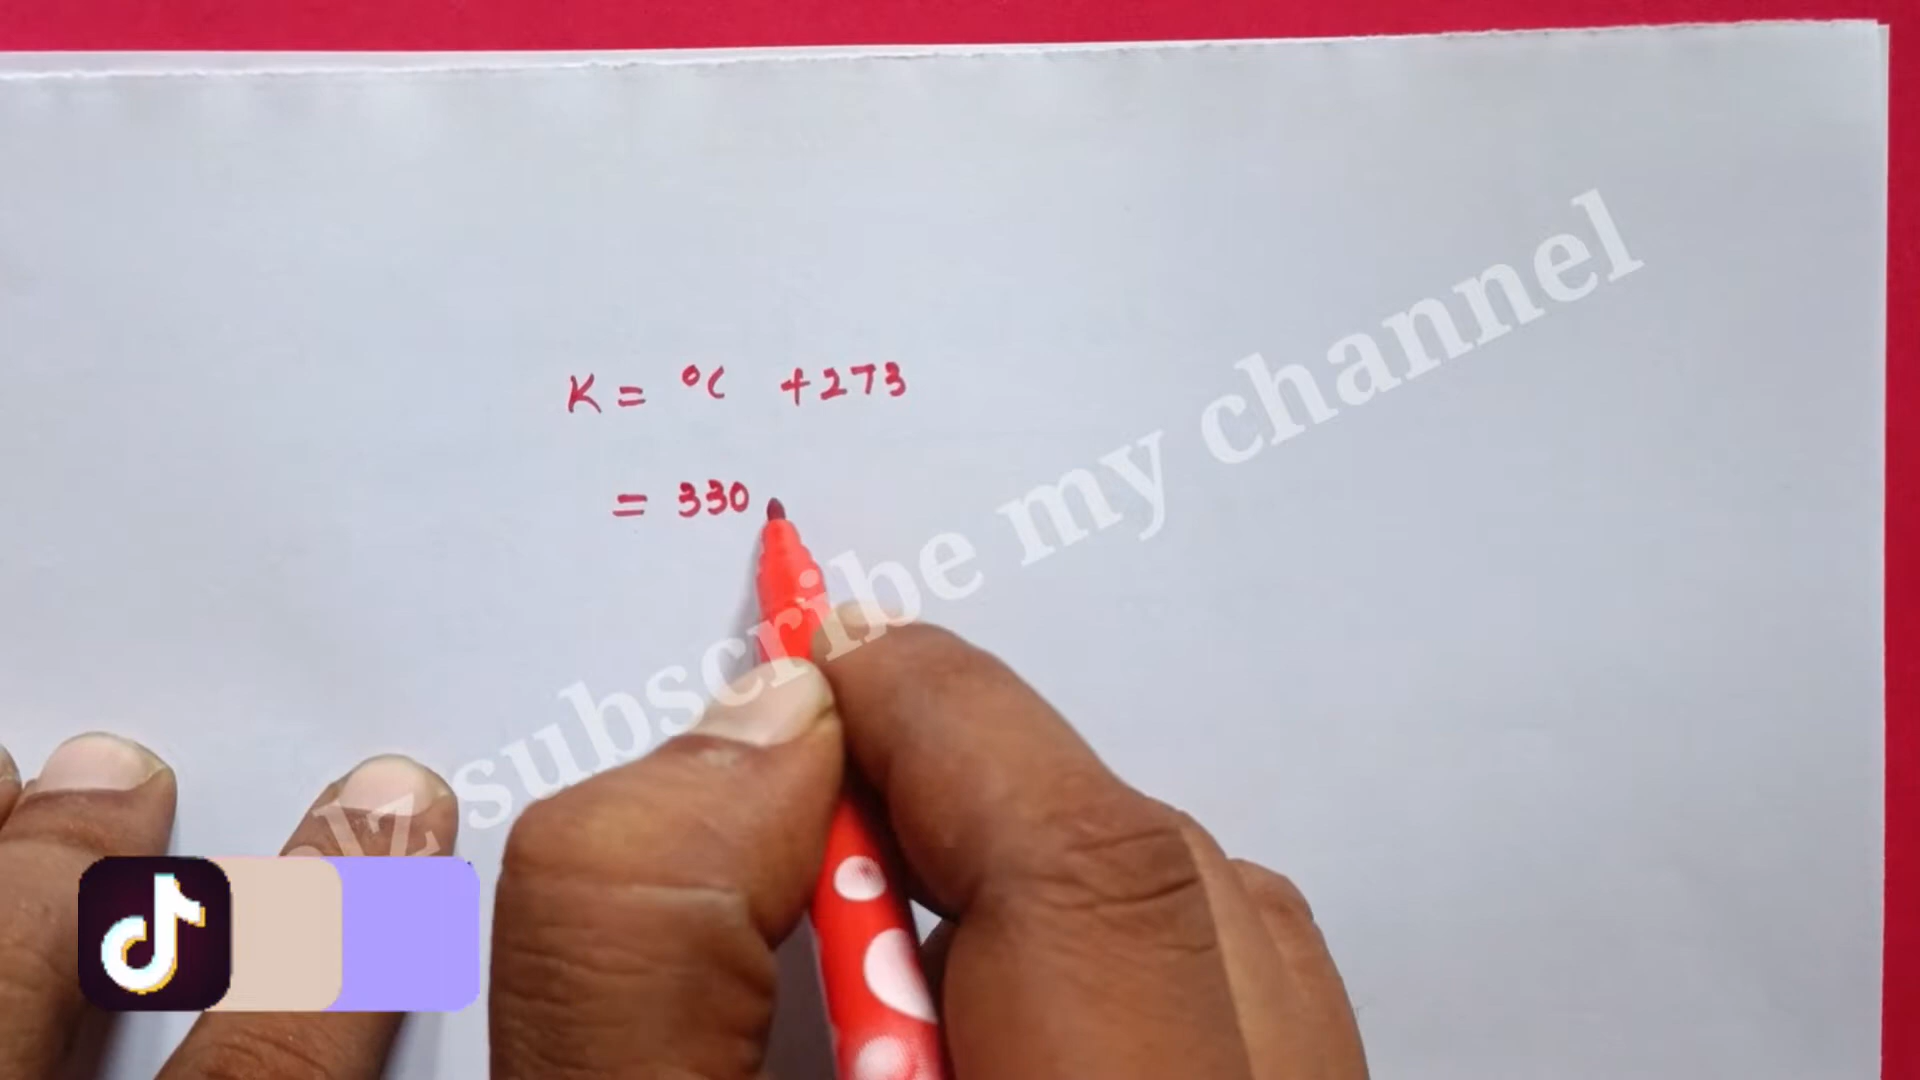 K = °C +273
= 330
subscribe my channel